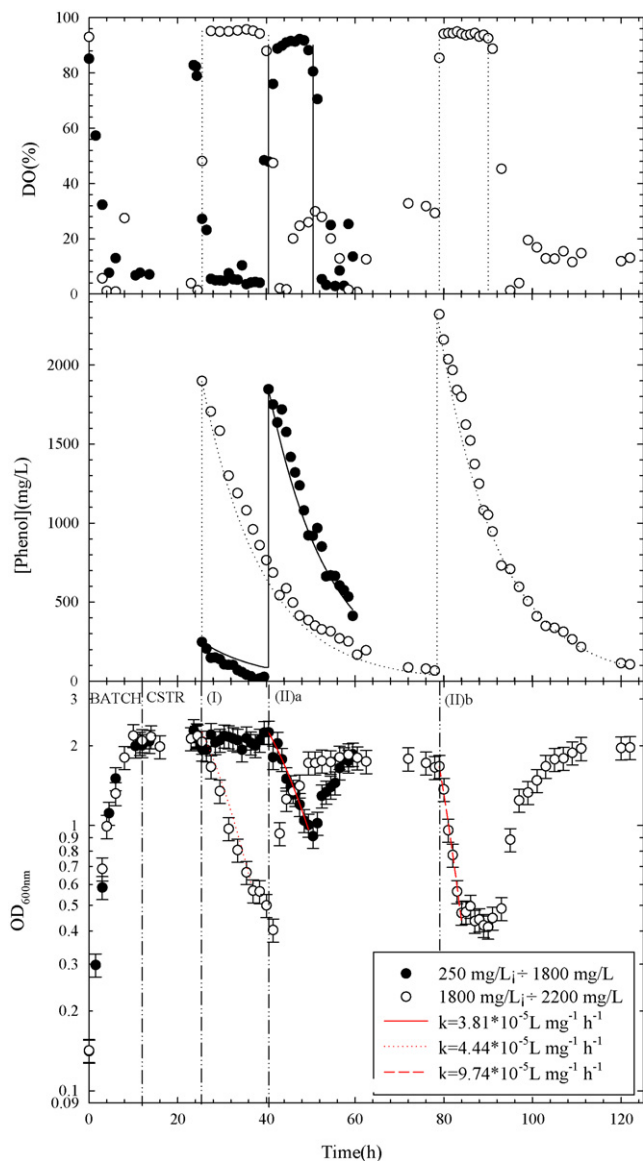 100
80
60
40
20
0
DO(%)
2000
1500
1000
500
0
[Phenol](mg/L)
3
2
1
0.9
0.8
0.7
0.6
0.5
0.4
0.3
0.2
0.1
0.09
OD600nm
BATCH CSTR (I) (II)a (II)b
250 mg/L¡÷ 1800 mg/L
1800 mg/L¡÷ 2200 mg/L
k=3.81*10-5L mg-1 h-1
k=4.44*10-5L mg-1 h-1
k=9.74*10-5L mg-1 h-1
0 20 40 60 80 100 120
Time(h)